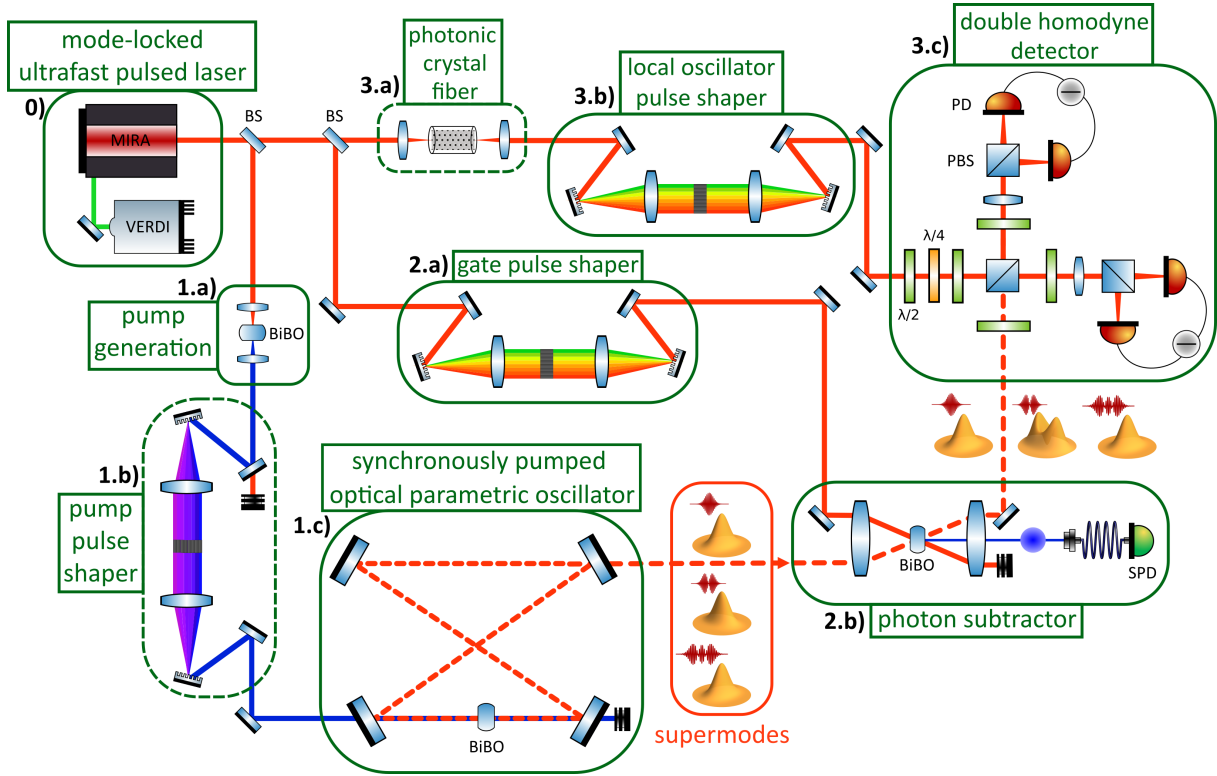 mode-locked
ultrafast pulsed laser
0)
MIRA
VERDI
BS
BS
3.a)
photonic
crystal
fiber
3.b)
local oscillator
pulse shaper
3.c)
double homodyne
detector
PD
PBS
λ/4
λ/2
1.a)
pump
generation
BiBO
2.a)
gate pulse shaper
1.b)
pump
pulse
shaper
synchronously pumped
optical parametric oscillator
1.c)
BiBO
supermodes
BiBO
SPD
2.b)
photon subtractor